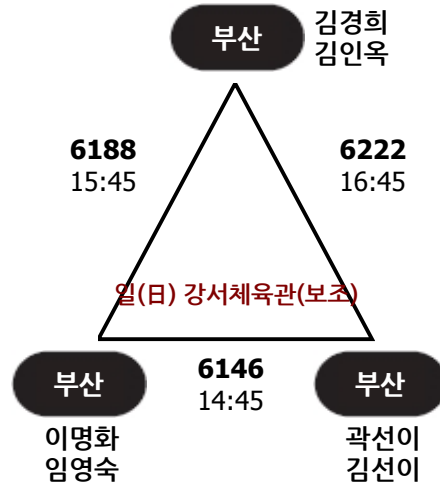 부산
김경희
김인옥
6188
15:45
6222
16:45
일(日) 강서체육관(보조)
부산
이명화
임영숙
6146
14:45
부산
곽선이
김선이